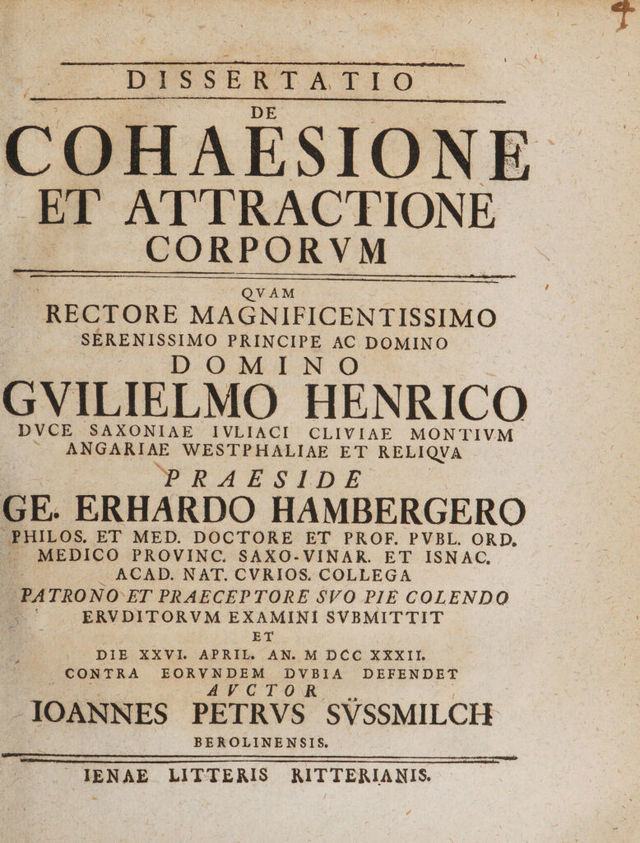 4
DISSERTATIO
DE
COHAESIONE
ET ATTRACTIONE
CORPORVM
QVAM
RECTORE MAGNIFICENTISSIMO
SERENISSIMO PRINCIPE AC DOMINO
DOMINO
GVILIELMO HENRICO
DVCE SAXONIAE IVLIACI CLIVIAE MONTIVM
ANGARIAE WESTPHALIAE ET RELIQVA
PRAESIDE
GE. ERHARDO HAMBERGERO
PHILOS. ET MED. DOCTORE ET PROF. PVBL. ORD.
MEDICO PROVINC. SAXO-VINAR. ET ISNAC.
ACAD. NAT. CVRIOS. COLLEGA
PATRONO ET PRAECEPTORE SVO PIE COLENDO
ERVDITORVM EXAMINI SVBMITTIT
ET
DIE XXVI. APRIL. AN. M DCC XXXII.
CONTRA EORVNDEM DVBIA DEFENDET
AVCTOR
IOANNES PETRVS SÜSSMILCH
BEROLINENSIS.
IENAE LITTERIS RITTERIANIS.